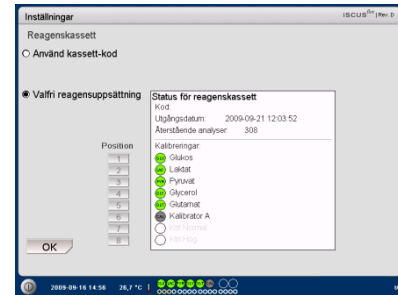 Inställningar
ISCUS flex | Rev. D
Reagenskassett
Använd kassett-kod
Valfri reagensuppsättning
Status för reagenskassett
Kod:
Utgångsdatum: 2009-09-21 12:03:52
Återstående analyser: 308
Position
Kalibreringar:
1 Glukos
2 Laktat
3 Pyruvat
4 Glycerol
5 Glutamat
6 Kalibrator A
7 Ktrl Normal
8 Ktrl Hög
OK
2009-09-16 14:56 26,7 °C